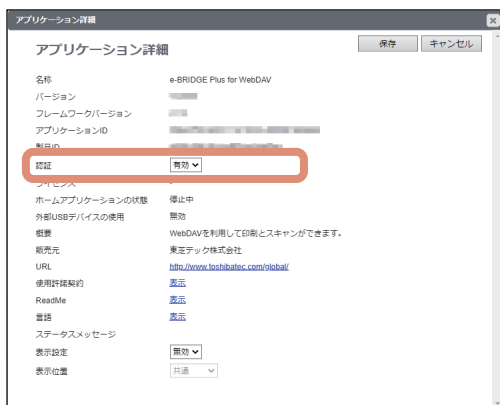 アプリケーション詳細
アプリケーション詳細
保存 キャンセル
名称 e-BRIDGE Plus for WebDAV
バージョン
フレームワークバージョン
アプリケーションID
製品ID
認証 有効
ライセンス -
ホームアプリケーションの状態 停止中
外部USBデバイスの使用 無効
概要 WebDAVを利用して印刷とスキャンができます。
販売元 東芝テック株式会社
URL http://www.toshibatec.com/global/
使用許諾契約 表示
ReadMe 表示
言語 表示
ステータスメッセージ
表示設定 無効
表示位置 共通